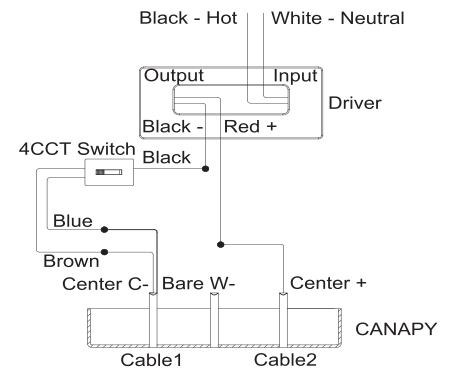 Black - Hot White - Neutral
Output Input
Driver
Black - Red +
4CCT Switch
Black
Blue
Brown
Center C- Bare W- Center +
CANAPY
Cable1 Cable2